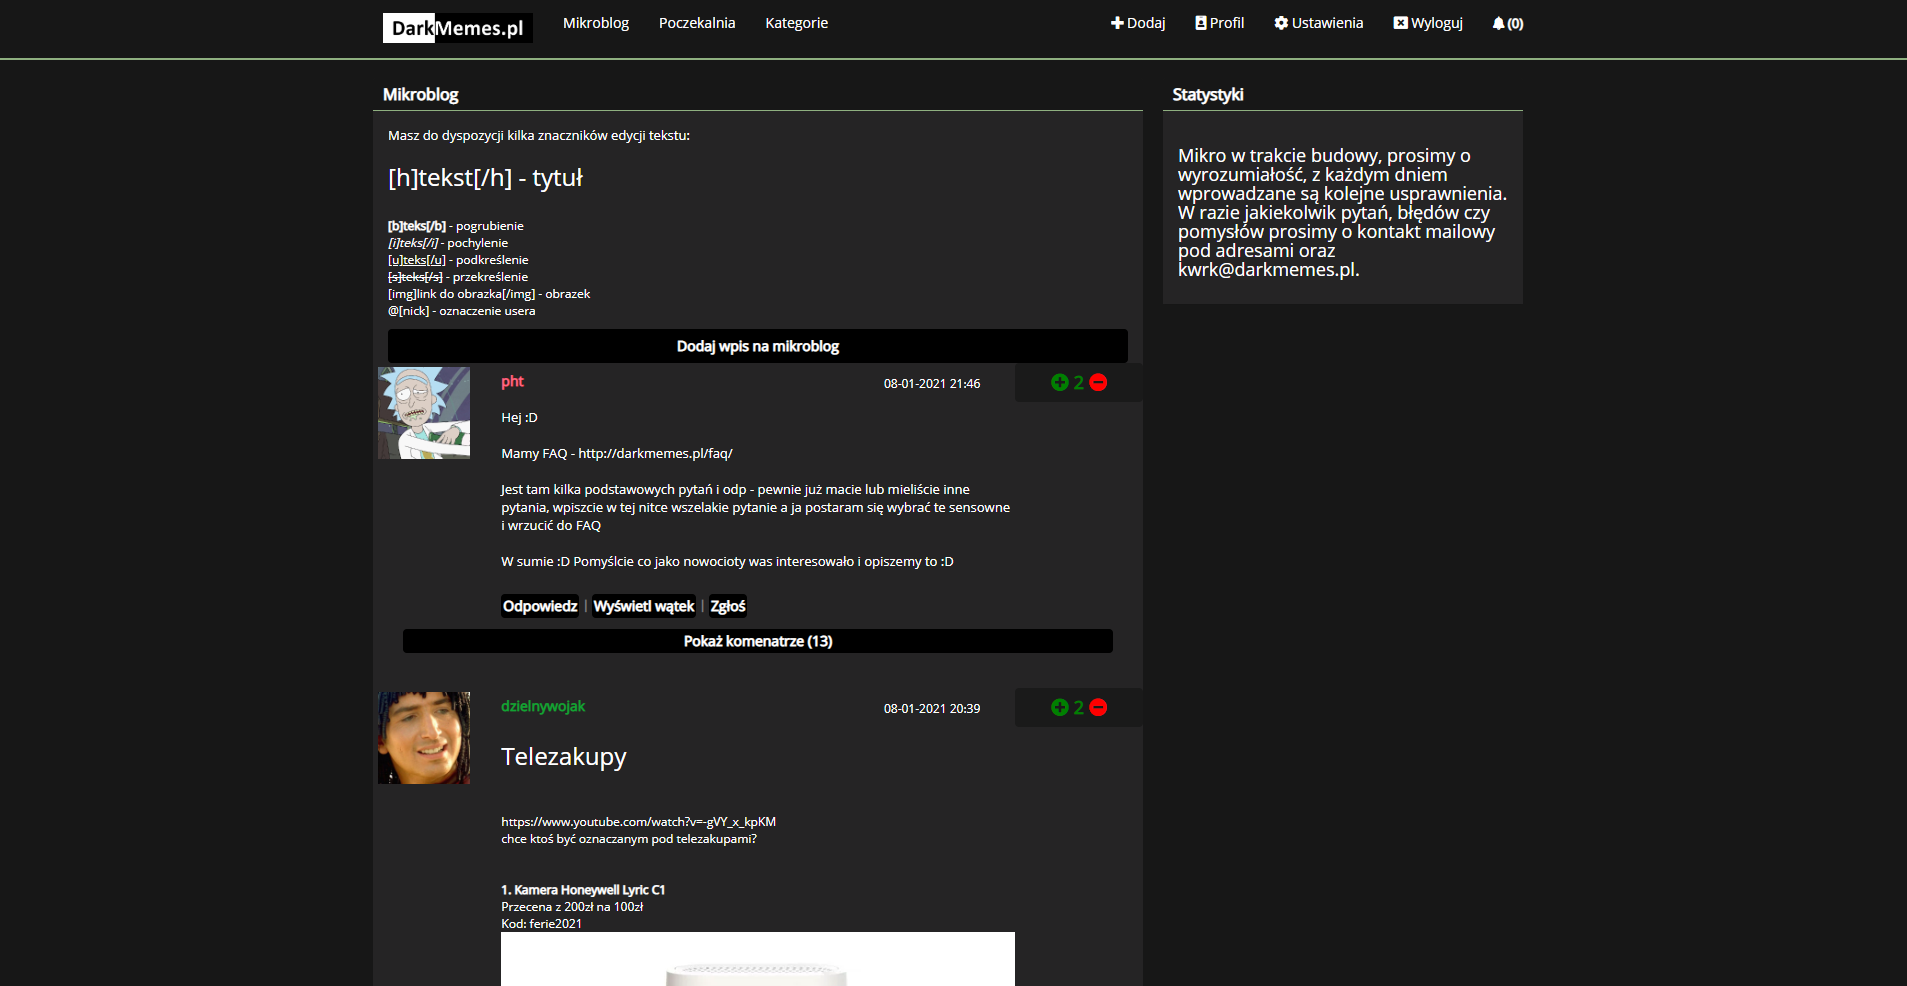 DarkMemes.pl
Mikroblog
Poczekalnia
Kategorie
Dodaj
Profil
Ustawienia
Wyloguj
(0)
Mikroblog
Masz do dyspozycji kilka znaczników edycji tekstu:
[h]tekst[/h] - tytuł
[b]teks[/b] - pogrubienie
[i]teks[/i] - pochylenie
[u]teks[/u] - podkreślenie
[s]teks[/s] - przekreślenie
[img]link do obrazka[/img] - obrazek
@[nick] - oznaczenie usera
Dodaj wpis na mikroblog
pht
08-01-2021 21:46
2
Hej :D
Mamy FAQ - http://darkmemes.pl/faq/
Jest tam kilka podstawowych pytań i odp - pewnie już macie lub mieliście inne
pytania, wpiszcie w tej nitce wszelakie pytanie a ja postaram się wybrać te sensowne
i wrzucić do FAQ
W sumie :D Pomyślcie co jako nowocioty was interesowało i opiszemy to :D
Odpowiedz | Wyświetl wątek | Zgłoś
Pokaż komenatrze (13)
dzielnywojak
08-01-2021 20:39
2
Telezakupy
https://www.youtube.com/watch?v=-gVY_x_kpKM
chce ktoś być oznaczanym pod telezakupami?
1. Kamera Honeywell Lyric C1
Przecena z 200zł na 100zł
Kod: ferie2021
Statystyki
Mikro w trakcie budowy, prosimy o
wyrozumiałość, z każdym dniem
wprowadzane są kolejne usprawnienia.
W razie jakiekolwik pytań, błędów czy
pomysłów prosimy o kontakt mailowy
pod adresami oraz
kwrk@darkmemes.pl.